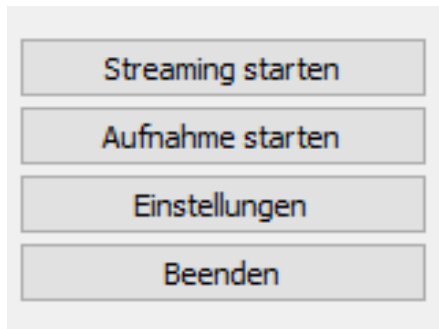 Streaming starten
Aufnahme starten
Einstellungen
Beenden